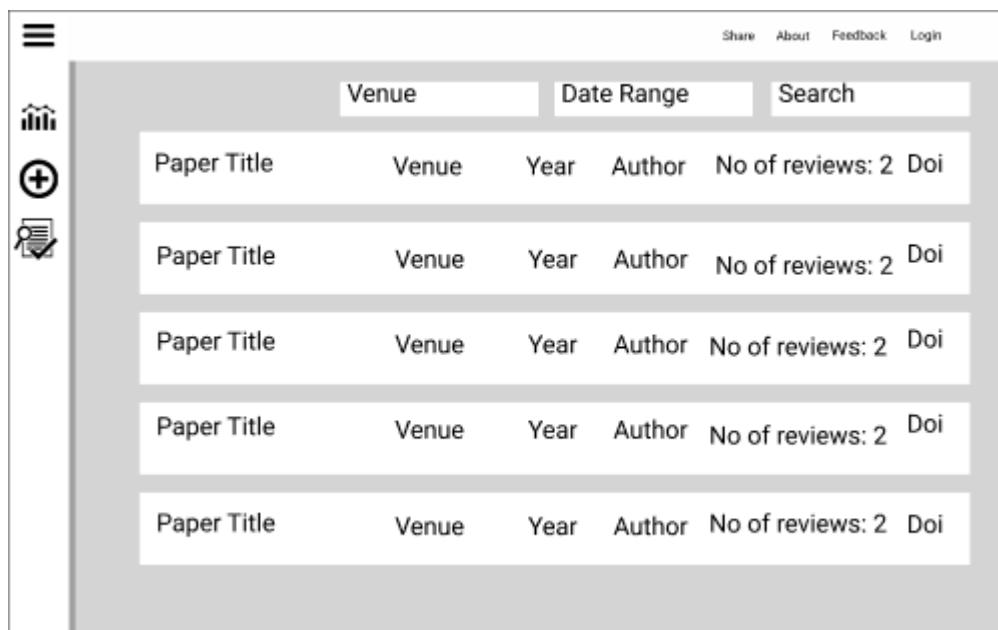 Share About Feedback Login
Venue Date Range Search
Paper Title Venue Year Author No of reviews: 2 Doi
Paper Title Venue Year Author No of reviews: 2 Doi
Paper Title Venue Year Author No of reviews: 2 Doi
Paper Title Venue Year Author No of reviews: 2 Doi
Paper Title Venue Year Author No of reviews: 2 Doi